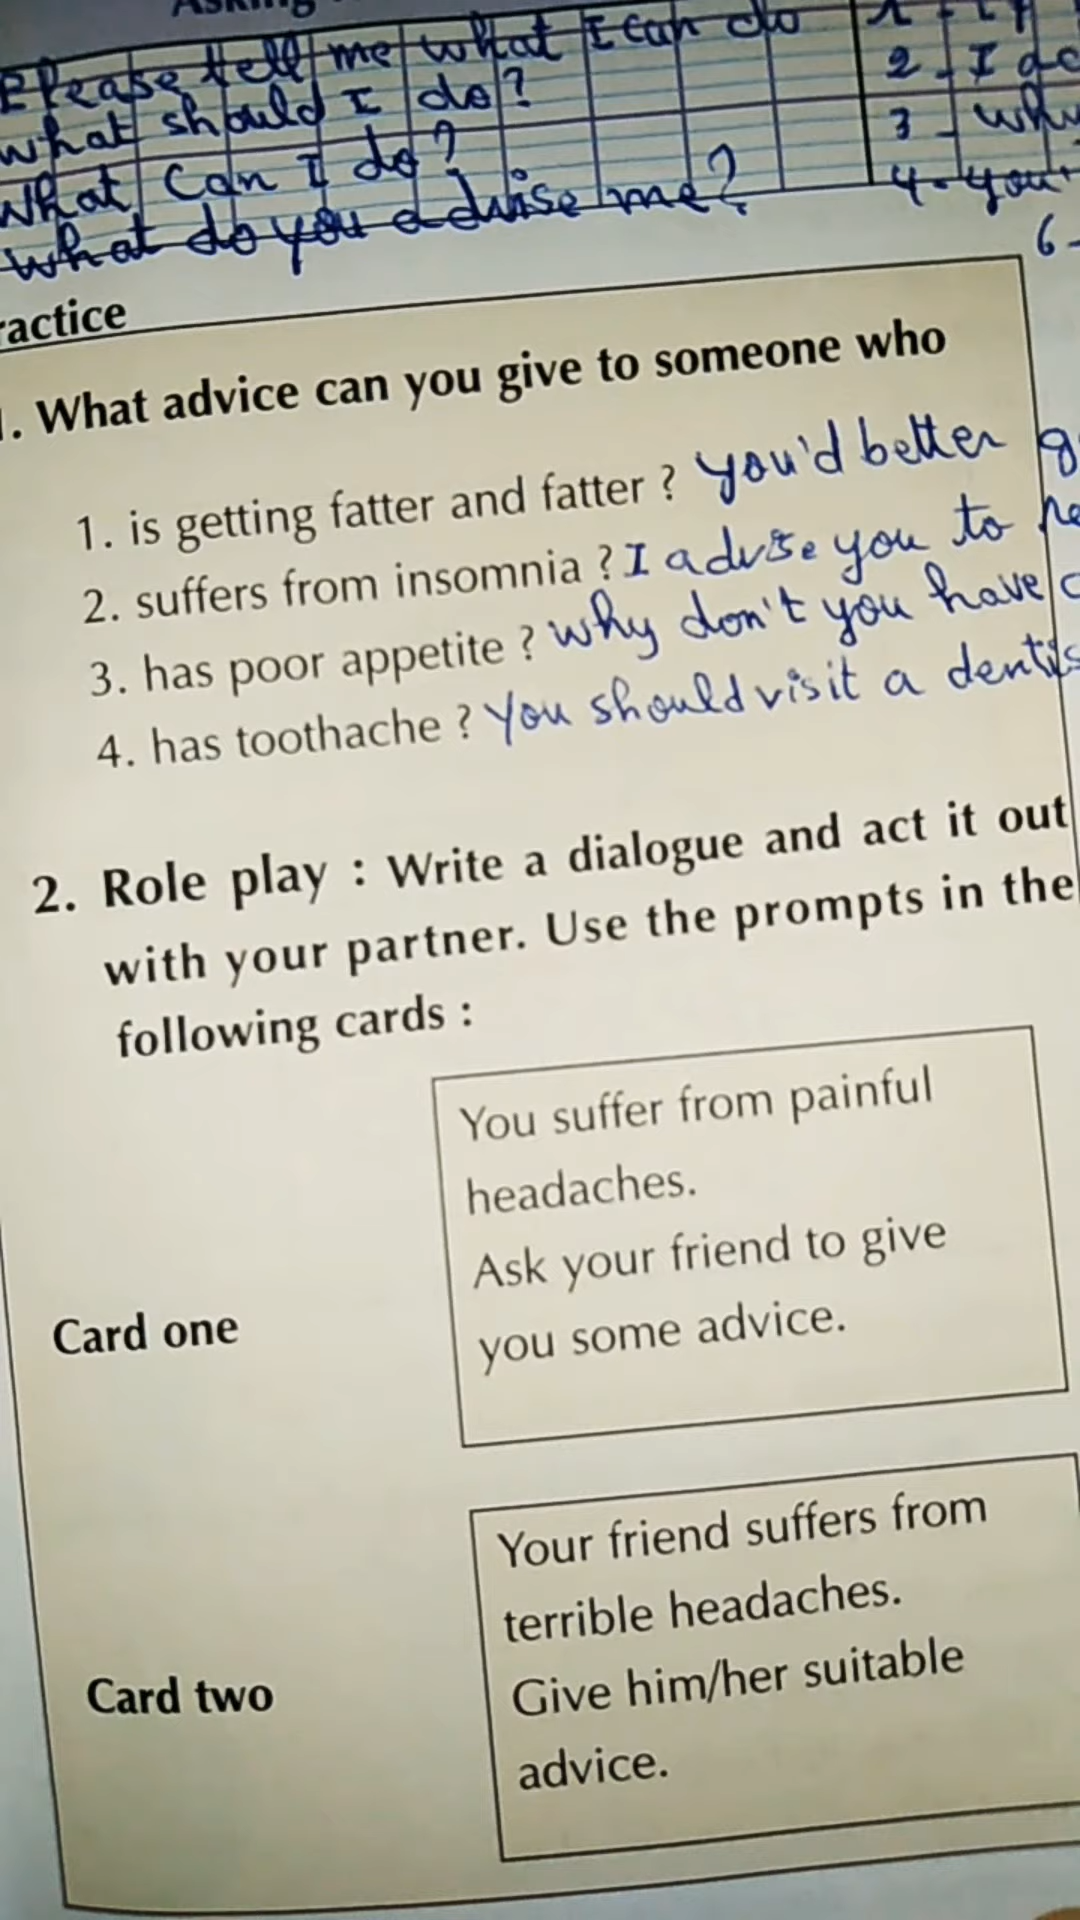 Asking
Please tell me what I can do
what should I do?
What Can I do?
What do you advise me?
2 - I
3 - why
4 - you
6 -
ractice
1. What advice can you give to someone who
1. is getting fatter and fatter ? you'd better
2. suffers from insomnia ? I advise you to
3. has poor appetite ? why don't you have
4. has toothache ? You should visit a dentis
2. Role play : Write a dialogue and act it out
with your partner. Use the prompts in the
following cards :
You suffer from painful
headaches.
Ask your friend to give
you some advice.
Card one
Your friend suffers from
terrible headaches.
Give him/her suitable
advice.
Card two